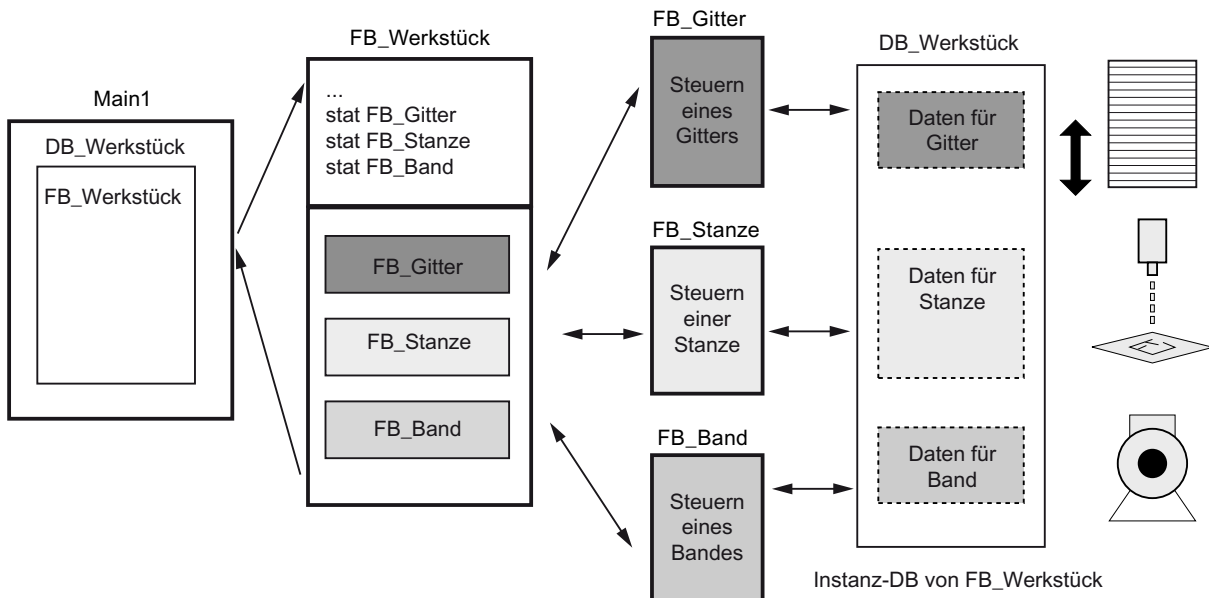 Main1
DB_Werkstück
FB_Werkstück
FB_Werkstück
...
stat FB_Gitter
stat FB_Stanze
stat FB_Band
FB_Gitter
FB_Stanze
FB_Band
FB_Gitter
Steuern
eines
Gitters
FB_Stanze
Steuern
einer
Stanze
FB_Band
Steuern
eines
Bandes
DB_Werkstück
Daten für
Gitter
Daten für
Stanze
Daten für
Band
Instanz-DB von FB_Werkstück